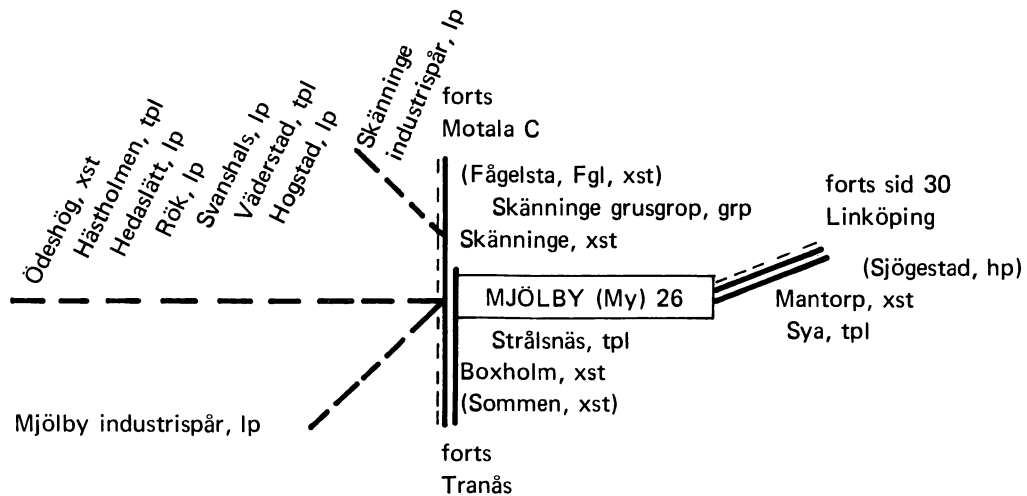 Ödeshög, xst
Hästholmen, tpl
Hedaslätt, lp
Rök, lp
Svanshals, lp
Väderstad, tpl
Hogstad, lp
Skänninge
industrispår, lp
forts
Motala C
(Fågelsta, Fgl, xst)
Skänninge grusgrop, grp
Skänninge, xst
forts sid 30
Linköping
(Sjögestad, hp)
Mantorp, xst
Sya, tpl
MJÖLBY (My) 26
Strålsnäs, tpl
Boxholm, xst
(Sommen, xst)
Mjölby industrispår, lp
forts
Tranås